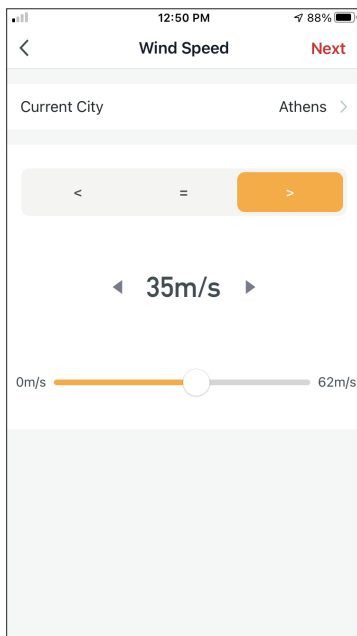 12:50 PM 88%
Wind Speed Next
Current City Athens
< = >
35m/s
0m/s 62m/s